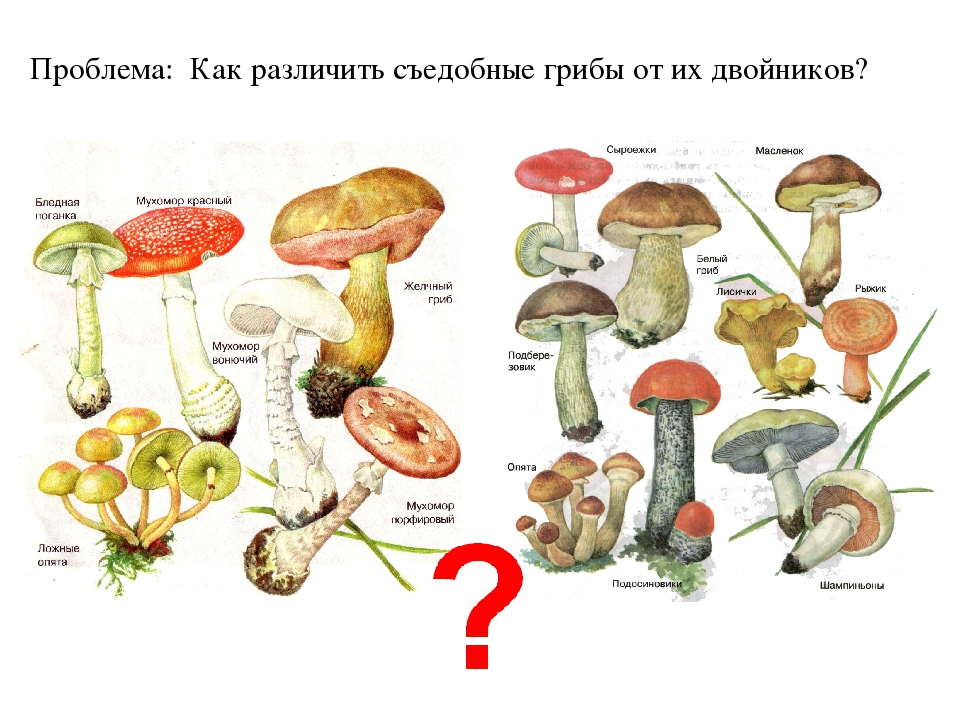 Проблема:  Как различить съедобные грибы от их двойников?
Бледная
поганка
Мухомор красный
Желчный
гриб
Мухомор
вонючий
Мухомор
порфировый
Ложные
опята
Сыроежки
Масленок
Белый
гриб
Лисички
Рыжик
Подбере-
зовик
Опята
Подосиновики
Шампиньоны
?